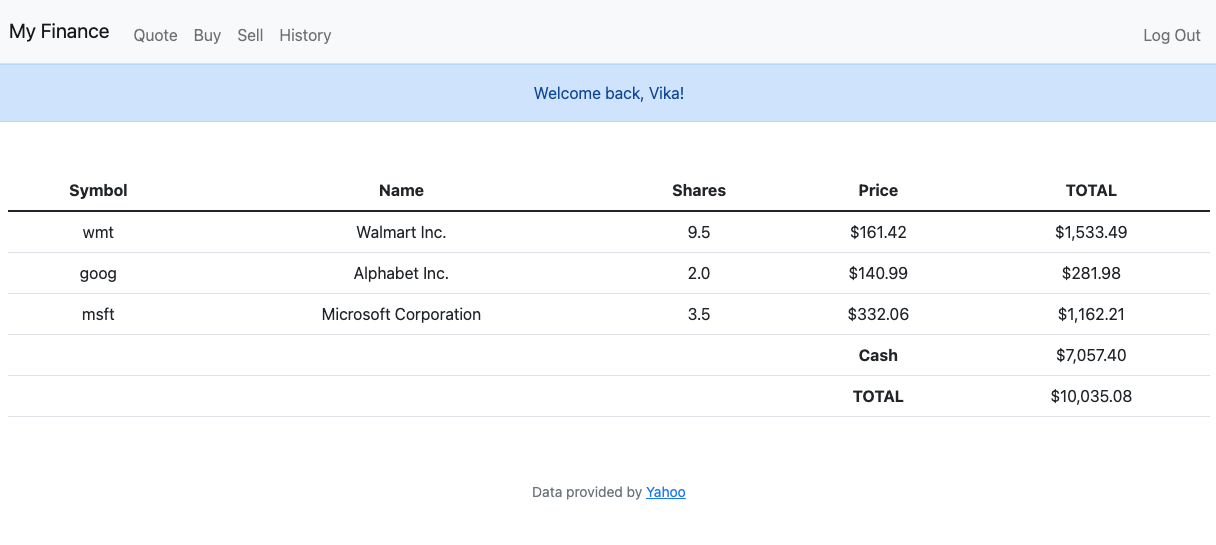 My Finance Quote Buy Sell History Log Out
Welcome back, Vika!
Symbol Name Shares Price TOTAL
wmt Walmart Inc. 9.5 $161.42 $1,533.49
goog Alphabet Inc. 2.0 $140.99 $281.98
msft Microsoft Corporation 3.5 $332.06 $1,162.21
Cash $7,057.40
TOTAL $10,035.08
Data provided by Yahoo